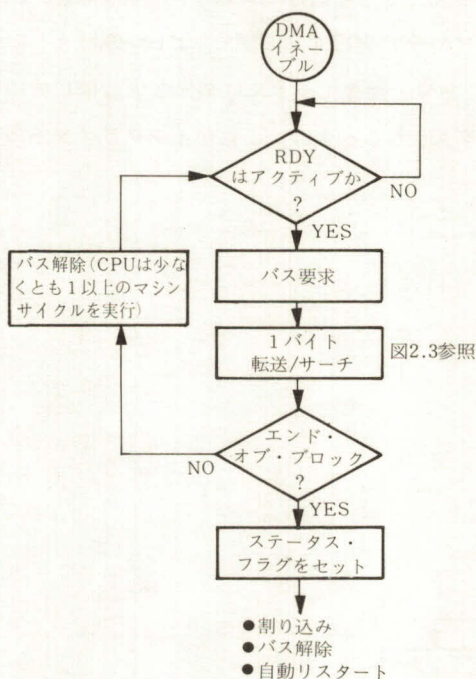 DMA
イネー
ブル
RDY
はアクティブか
?
NO
YES
バス解除(CPUは少な
くとも1以上のマシン
サイクルを実行)
バス要求
1バイト
転送/サーチ
図2.3参照
エンド・
オブ・ブロック
?
NO
YES
ステータス・
フラグをセット
●割り込み
●バス解除
●自動リスタート